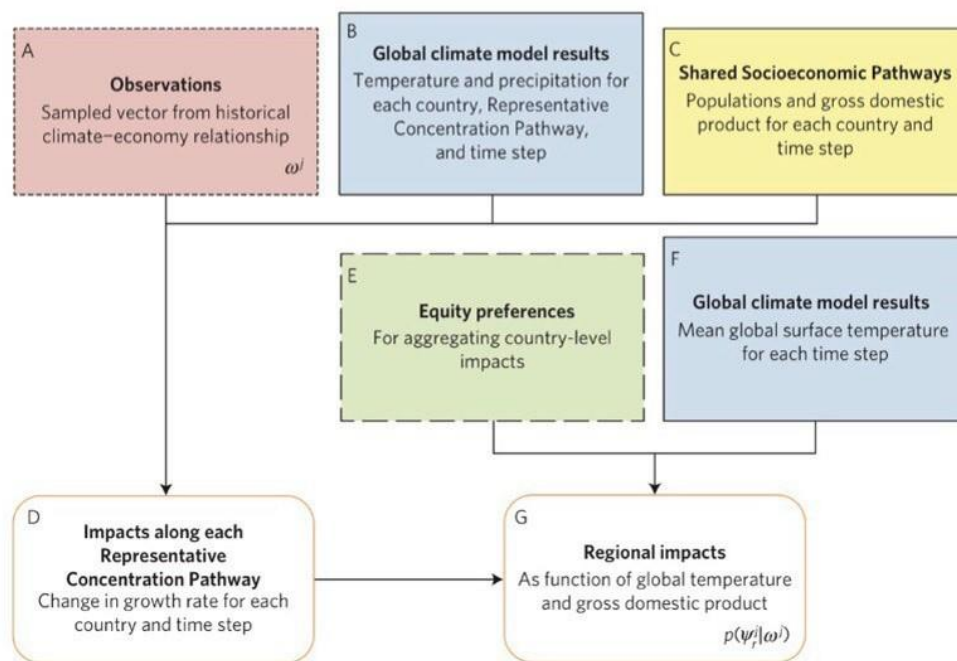 A
Observations
Sampled vector from historical
climate–economy relationship
ω^j
B
Global climate model results
Temperature and precipitation for
each country, Representative
Concentration Pathway,
and time step
C
Shared Socioeconomic Pathways
Populations and gross domestic
product for each country and
time step
E
Equity preferences
For aggregating country-level
impacts
F
Global climate model results
Mean global surface temperature
for each time step
D
Impacts along each
Representative
Concentration Pathway
Change in growth rate for each
country and time step
G
Regional impacts
As function of global temperature
and gross domestic product
p(ψ_r^j|ω^j)